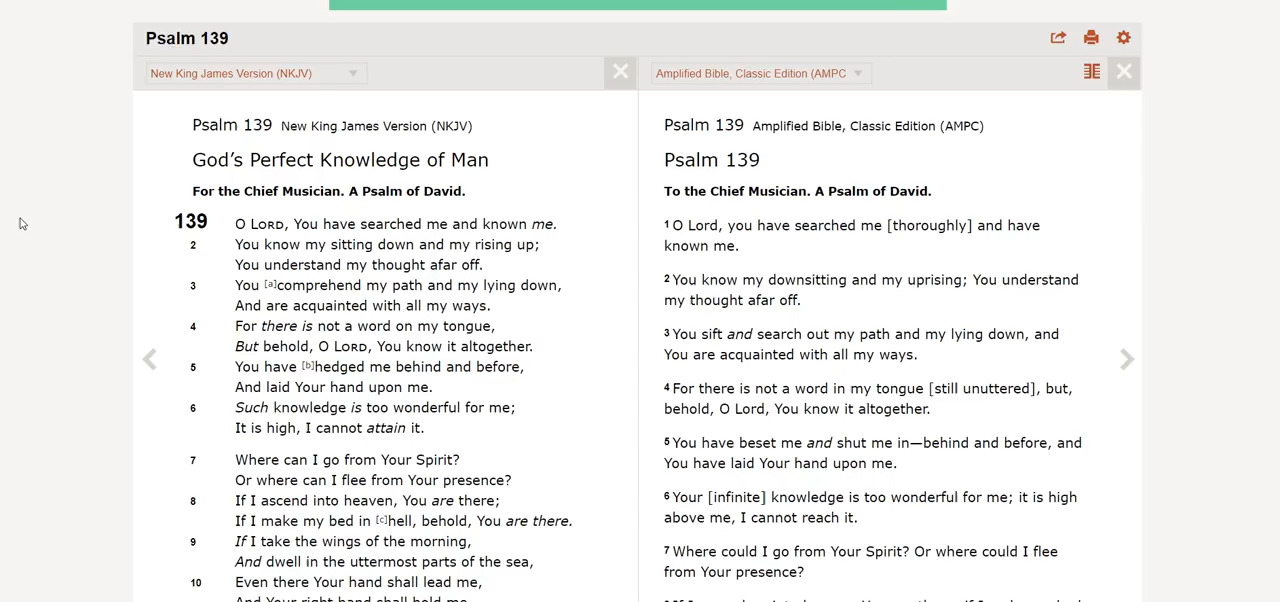 Psalm 139
New King James Version (NKJV)
Amplified Bible, Classic Edition (AMPC
Psalm 139 New King James Version (NKJV)
God’s Perfect Knowledge of Man
For the Chief Musician. A Psalm of David.
139 O LORD, You have searched me and known me.
2 You know my sitting down and my rising up;
You understand my thought afar off.
3 You [a]comprehend my path and my lying down,
And are acquainted with all my ways.
4 For there is not a word on my tongue,
But behold, O LORD, You know it altogether.
5 You have [b]hedged me behind and before,
And laid Your hand upon me.
6 Such knowledge is too wonderful for me;
It is high, I cannot attain it.
7 Where can I go from Your Spirit?
Or where can I flee from Your presence?
8 If I ascend into heaven, You are there;
If I make my bed in [c]hell, behold, You are there.
9 If I take the wings of the morning,
And dwell in the uttermost parts of the sea,
10 Even there Your hand shall lead me,
And Your right hand shall hold me
Psalm 139 Amplified Bible, Classic Edition (AMPC)
Psalm 139
To the Chief Musician. A Psalm of David.
1 O Lord, you have searched me [thoroughly] and have
known me.
2 You know my downsitting and my uprising; You understand
my thought afar off.
3 You sift and search out my path and my lying down, and
You are acquainted with all my ways.
4 For there is not a word in my tongue [still unuttered], but,
behold, O Lord, You know it altogether.
5 You have beset me and shut me in—behind and before, and
You have laid Your hand upon me.
6 Your [infinite] knowledge is too wonderful for me; it is high
above me, I cannot reach it.
7 Where could I go from Your Spirit? Or where could I flee
from Your presence?